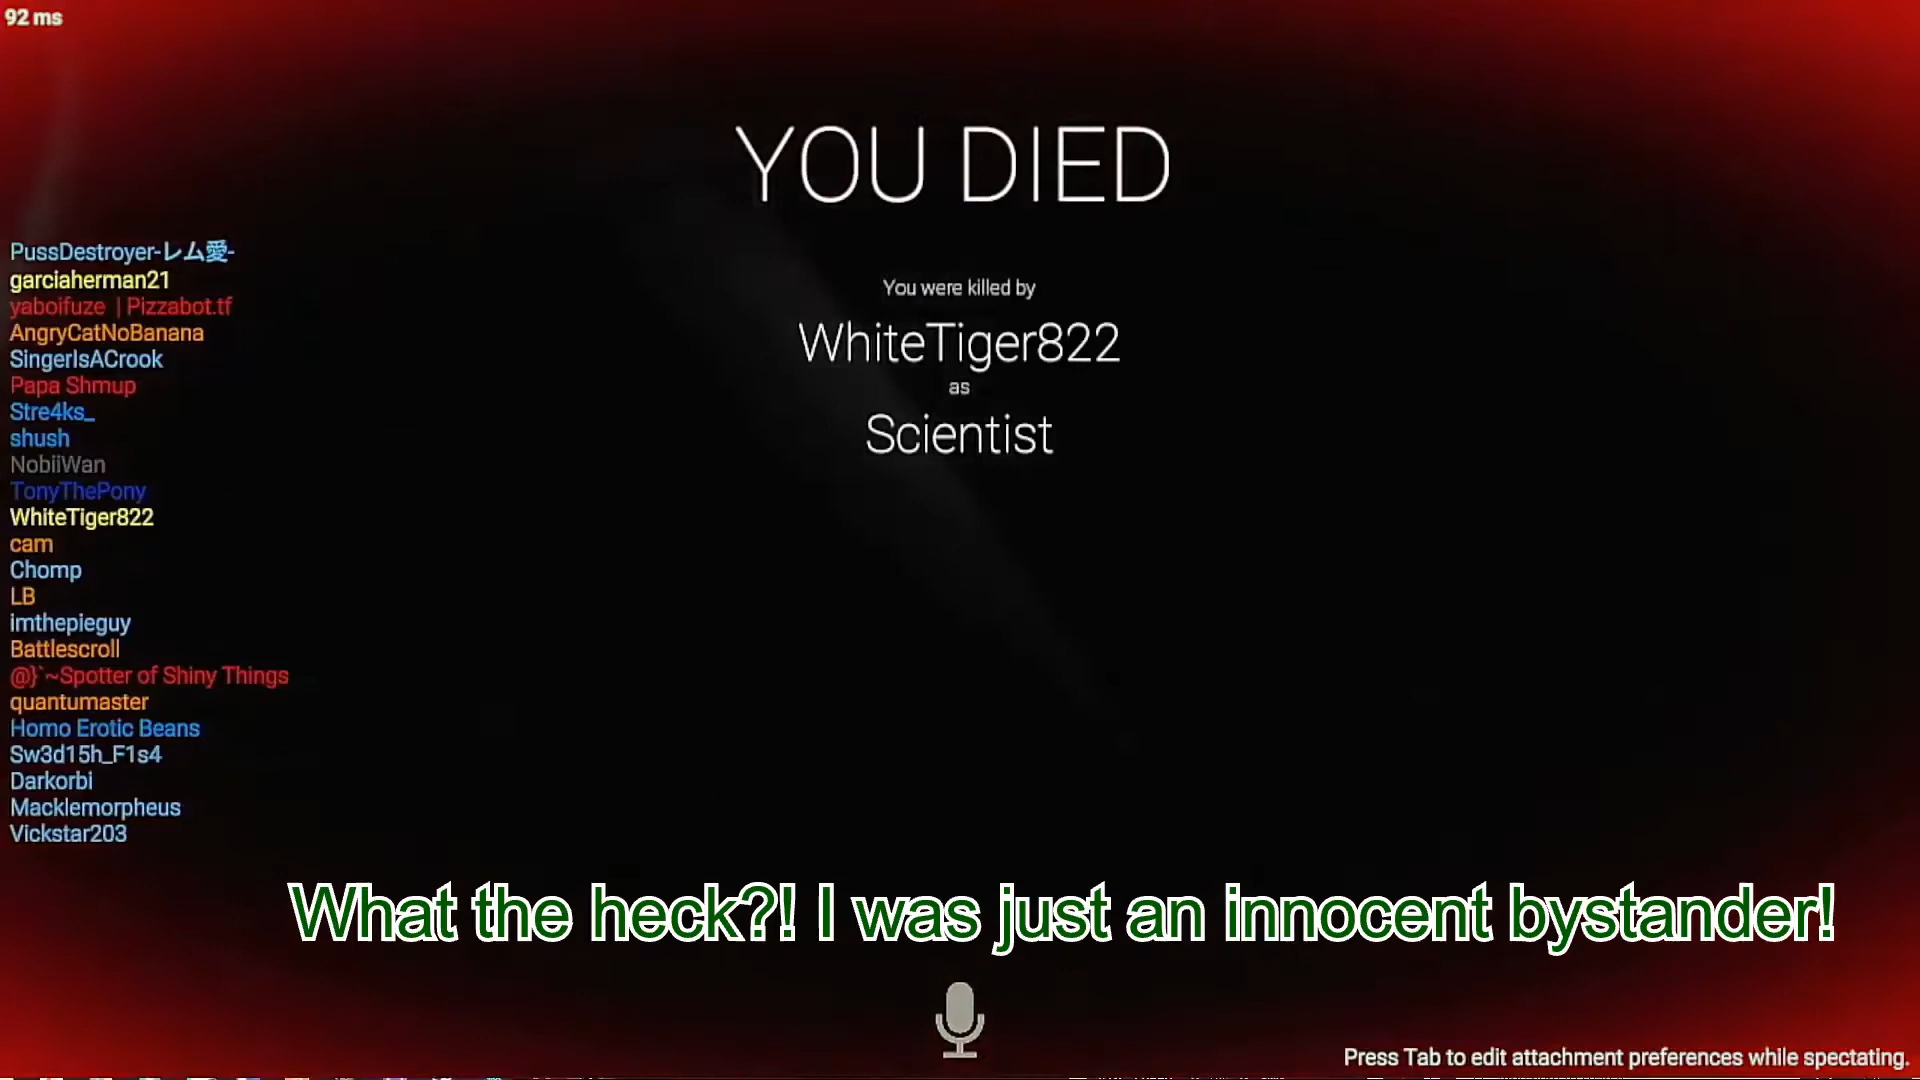 92 ms
YOU DIED
You were killed by
WhiteTiger822
as
Scientist
PussDestroyer-レム愛-
garciaherman21
yaboifuze | Pizzabot.tf
AngryCatNoBanana
SingerIsACrook
Papa Shmup
Stre4ks_
shush
NobiiWan
TonyThePony
WhiteTiger822
cam
Chomp
LB
imthepieguy
Battlescroll
@}`~Spotter of Shiny Things
quantumaster
Homo Erotic Beans
Sw3d15h_F1s4
Darkorbi
Macklemorpheus
Vickstar203
What the heck?! I was just an innocent bystander!
Press Tab to edit attachment preferences while spectating.